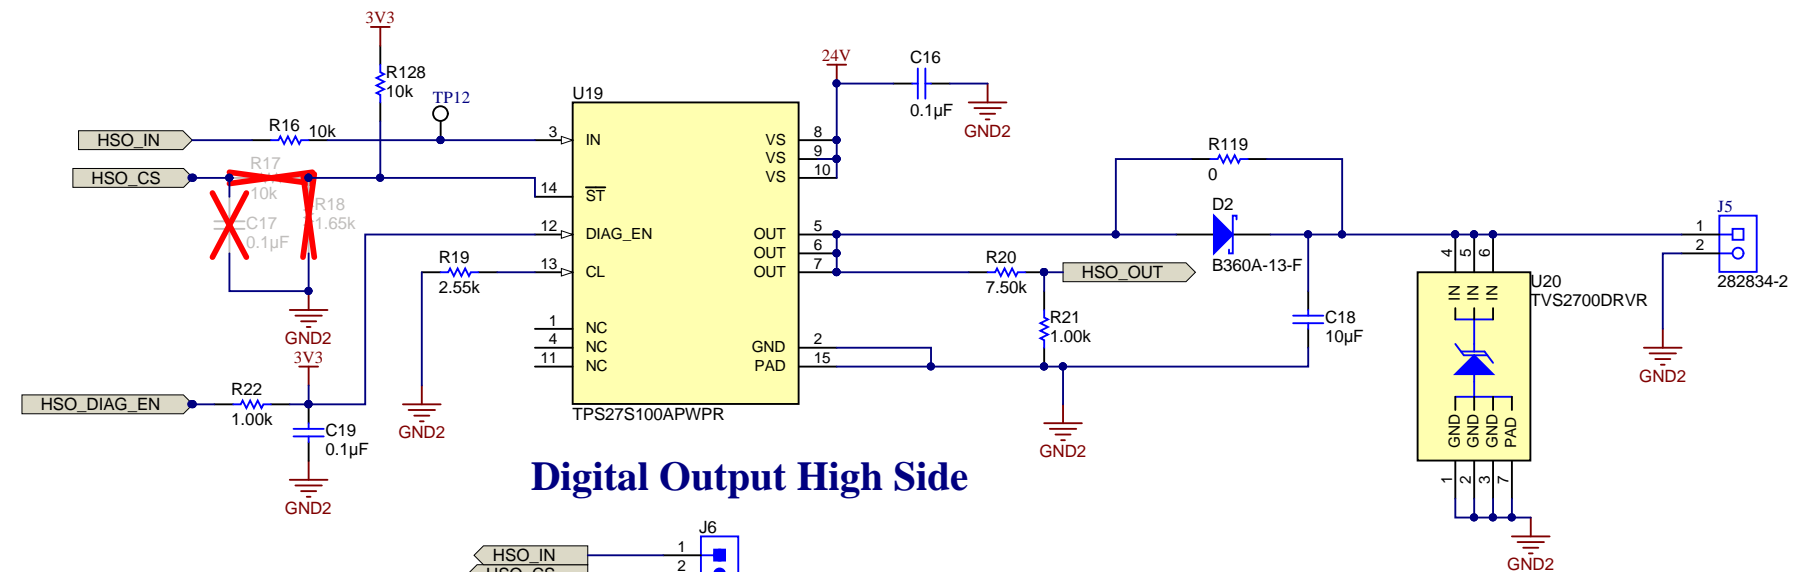 3V3
R128
10k
TP12
HSO_IN
R16
10k
HSO_CS
R17
10k
C17
0.1µF
R18
1.65k
GND2
3V3
HSO_DIAG_EN
R22
1.00k
C19
0.1µF
GND2
R19
2.55k
GND2
U19
3 IN
14 ST
12 DIAG_EN
13 CL
1 NC
4 NC
11 NC
VS 8
VS 9
VS 10
OUT 5
OUT 6
OUT 7
GND 2
PAD 15
TPS27S100APWPR
24V
C16
0.1µF
GND2
R119
0
D2
B360A-13-F
R20
7.50k
HSO_OUT
R21
1.00k
C18
10µF
GND2
4 5 6
IN IN IN
U20
TVS2700DRVR
GND GND GND PAD
1 2 3 7
GND2
J5
1
2
282834-2
GND2
Digital Output High Side
J6
HSO_IN 1
HSO_CS 2